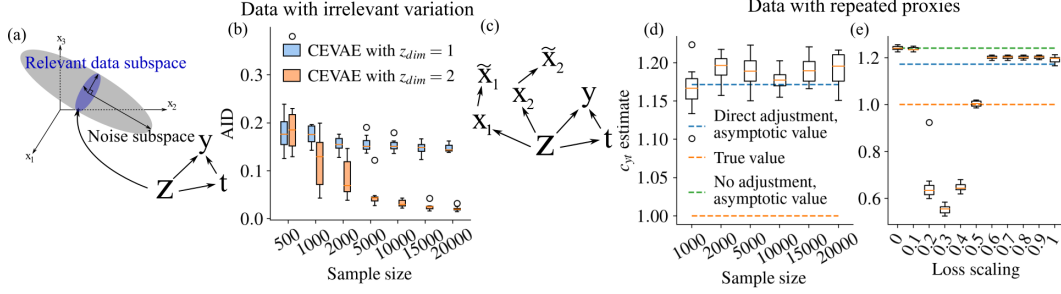 Data with irrelevant variation
Data with repeated proxies
(a)
x3
Relevant data subspace
z
x2
Noise subspace
x1
y
z
t
(b)
AID
0.3
0.2
0.1
0.0
CEVAE with z_dim = 1
CEVAE with z_dim = 2
500
1000
2000
5000
10000
15000
20000
Sample size
(c)
x̃1
x̃2
x1
x2
y
z
t
(d)
c_yt estimate
1.20
1.15
1.10
1.05
1.00
Direct adjustment,
asymptotic value
True value
No adjustment,
asymptotic value
1000
2000
5000
10000
15000
20000
Sample size
(e)
1.2
1.0
0.8
0.6
0
0.1
0.2
0.3
0.4
0.5
0.6
0.7
0.8
0.9
1
Loss scaling